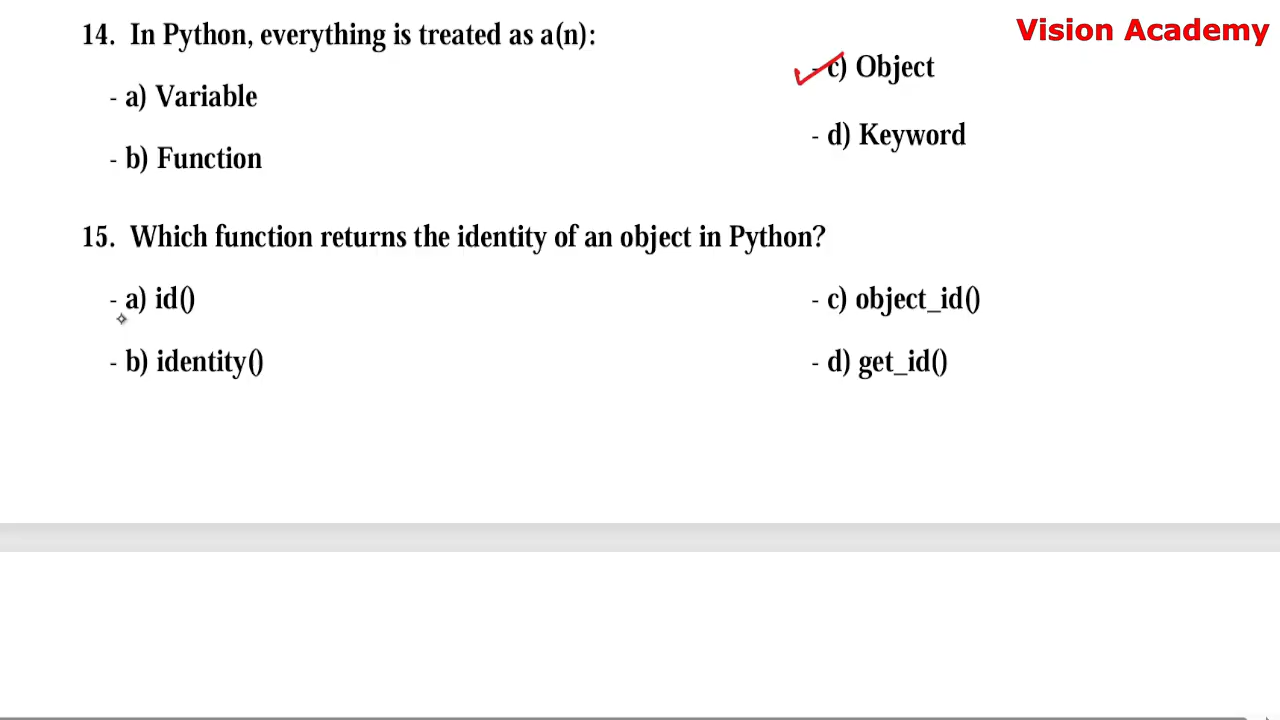 Vision Academy
14. In Python, everything is treated as a(n):
- a) Variable
- b) Function
- c) Object
- d) Keyword
15. Which function returns the identity of an object in Python?
- a) id()
- b) identity()
- c) object_id()
- d) get_id()